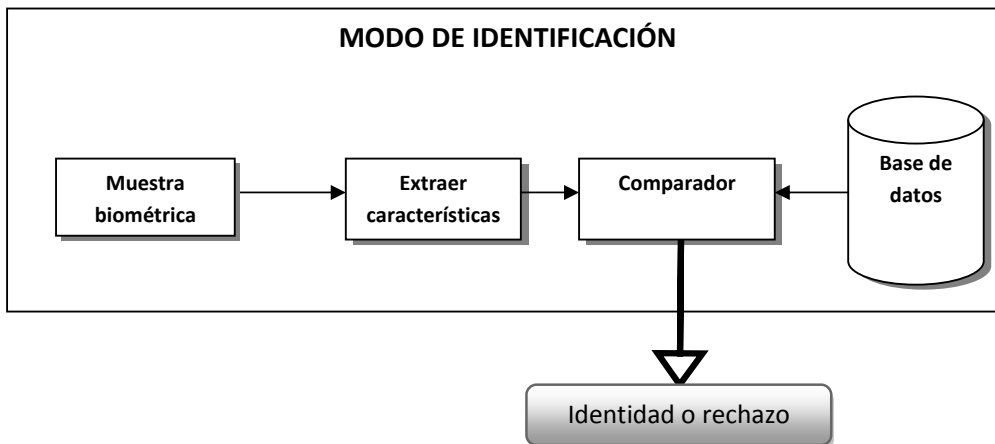 MODO DE IDENTIFICACIÓN
Muestra
biométrica
Extraer
características
Comparador
Base de
datos
Identidad o rechazo